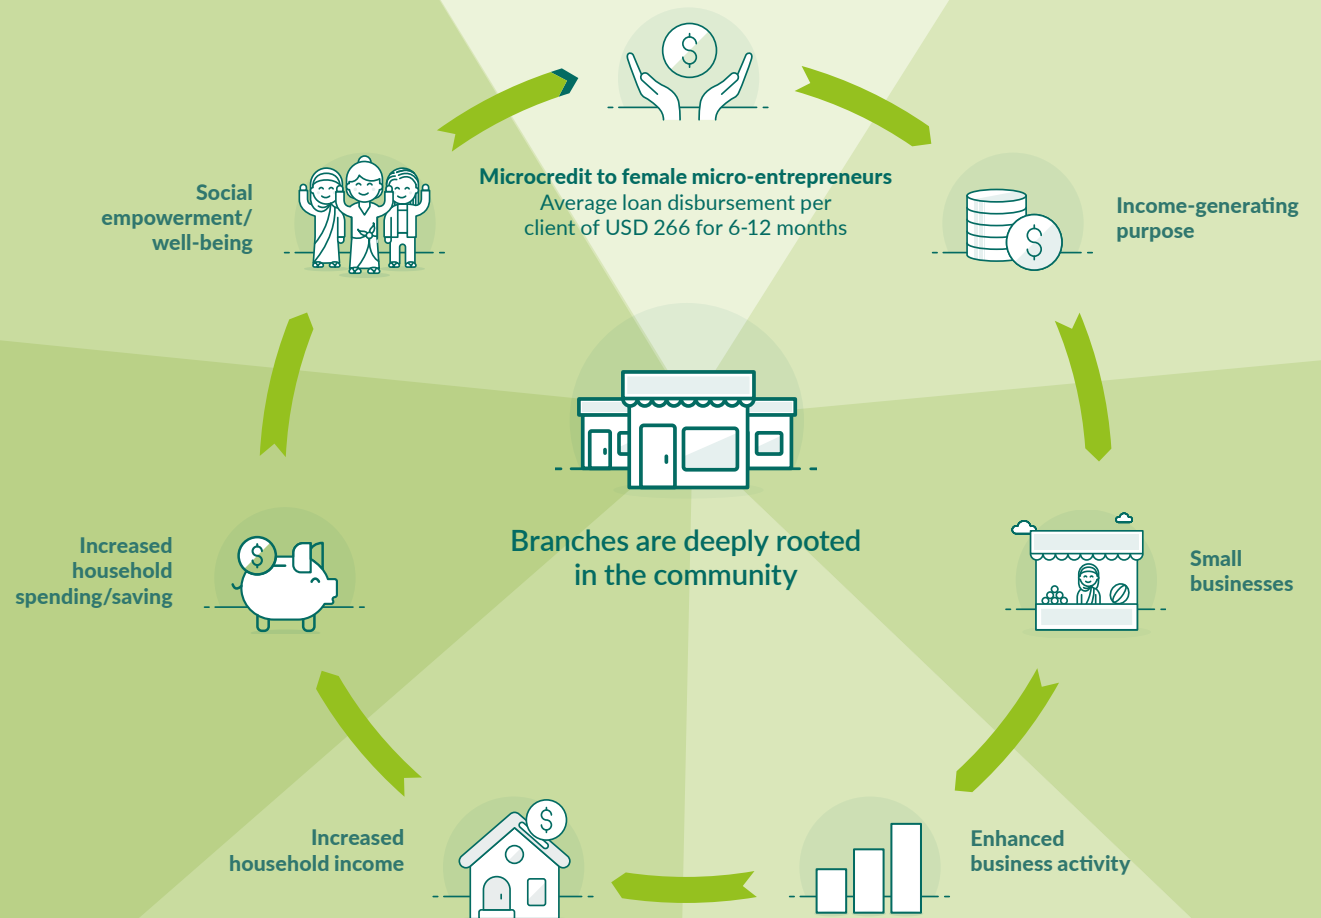 Microcredit to female micro-entrepreneurs
Average loan disbursement per
client of USD 266 for 6-12 months
Income-generating
purpose
Small
businesses
Enhanced
business activity
Increased
household income
Increased
household
spending/saving
Social
empowerment/
well-being
Branches are deeply rooted
in the community
$
$
$
$